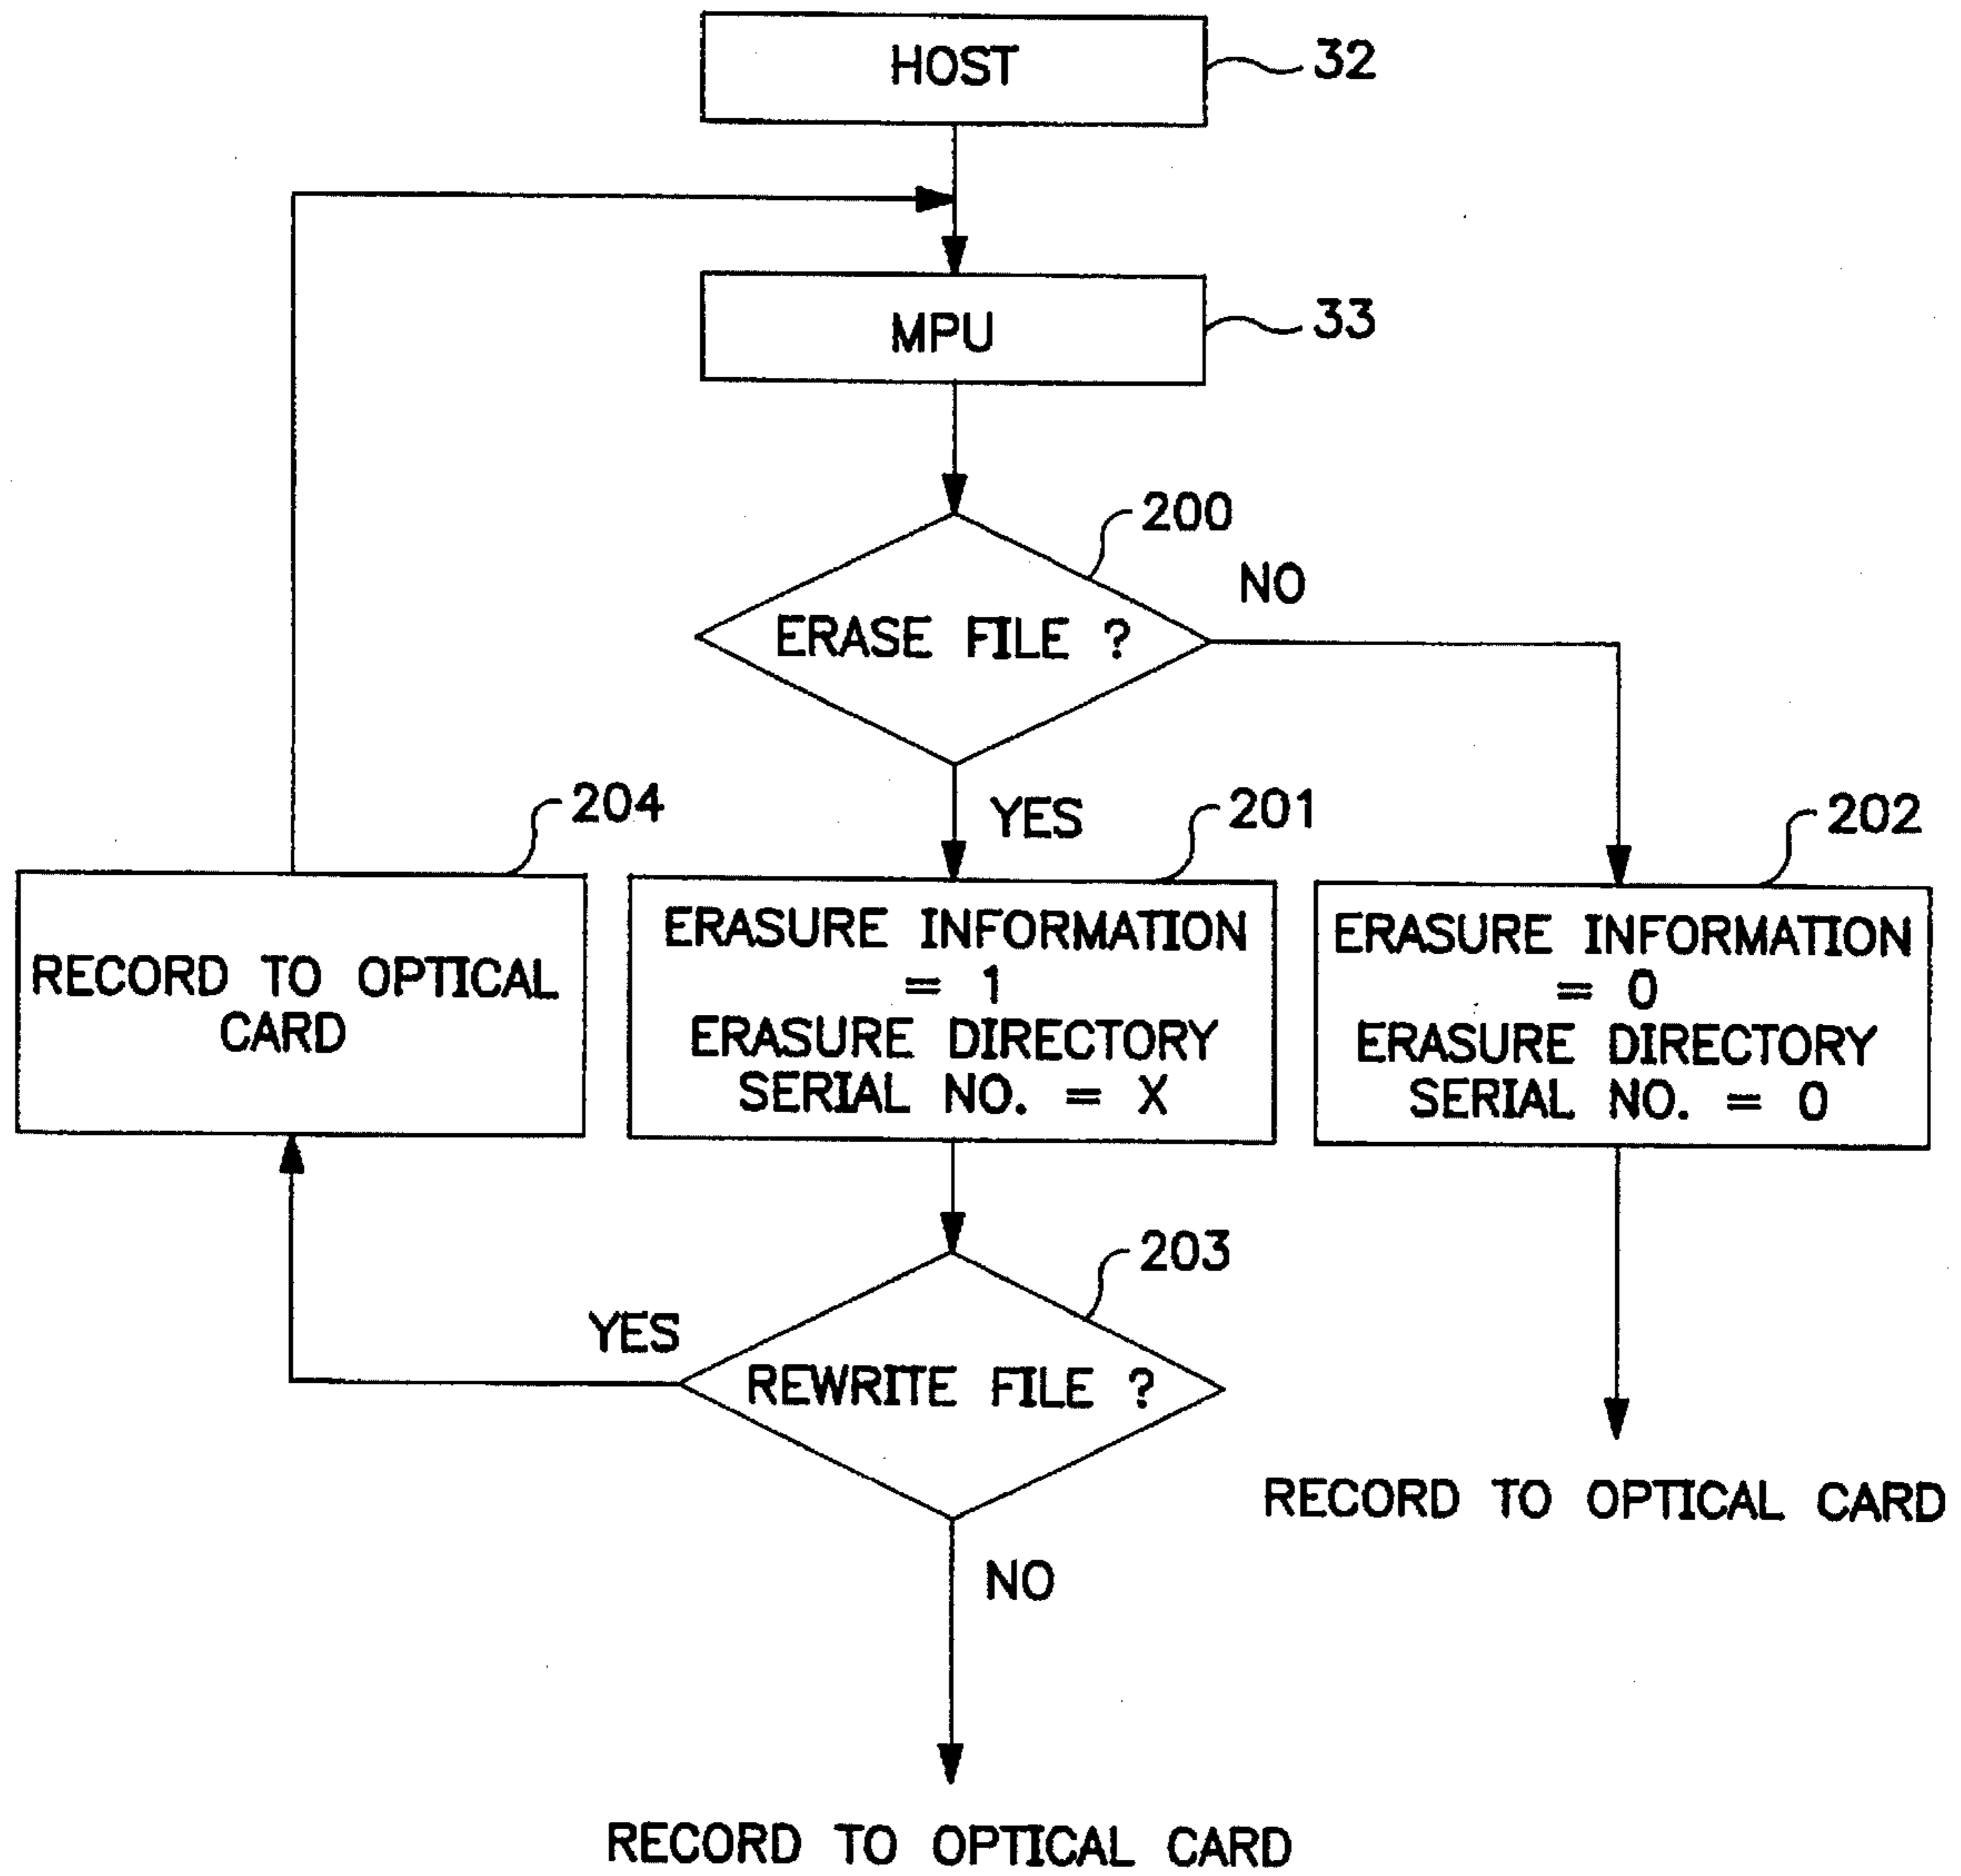 HOST
32
MPU
33
200
NO
ERASE FILE ?
YES
204
201
202
RECORD TO OPTICAL
CARD
ERASURE INFORMATION
= 1
ERASURE DIRECTORY
SERIAL NO. = X
ERASURE INFORMATION
= 0
ERASURE DIRECTORY
SERIAL NO. = 0
203
YES
REWRITE FILE ?
NO
RECORD TO OPTICAL CARD
RECORD TO OPTICAL CARD